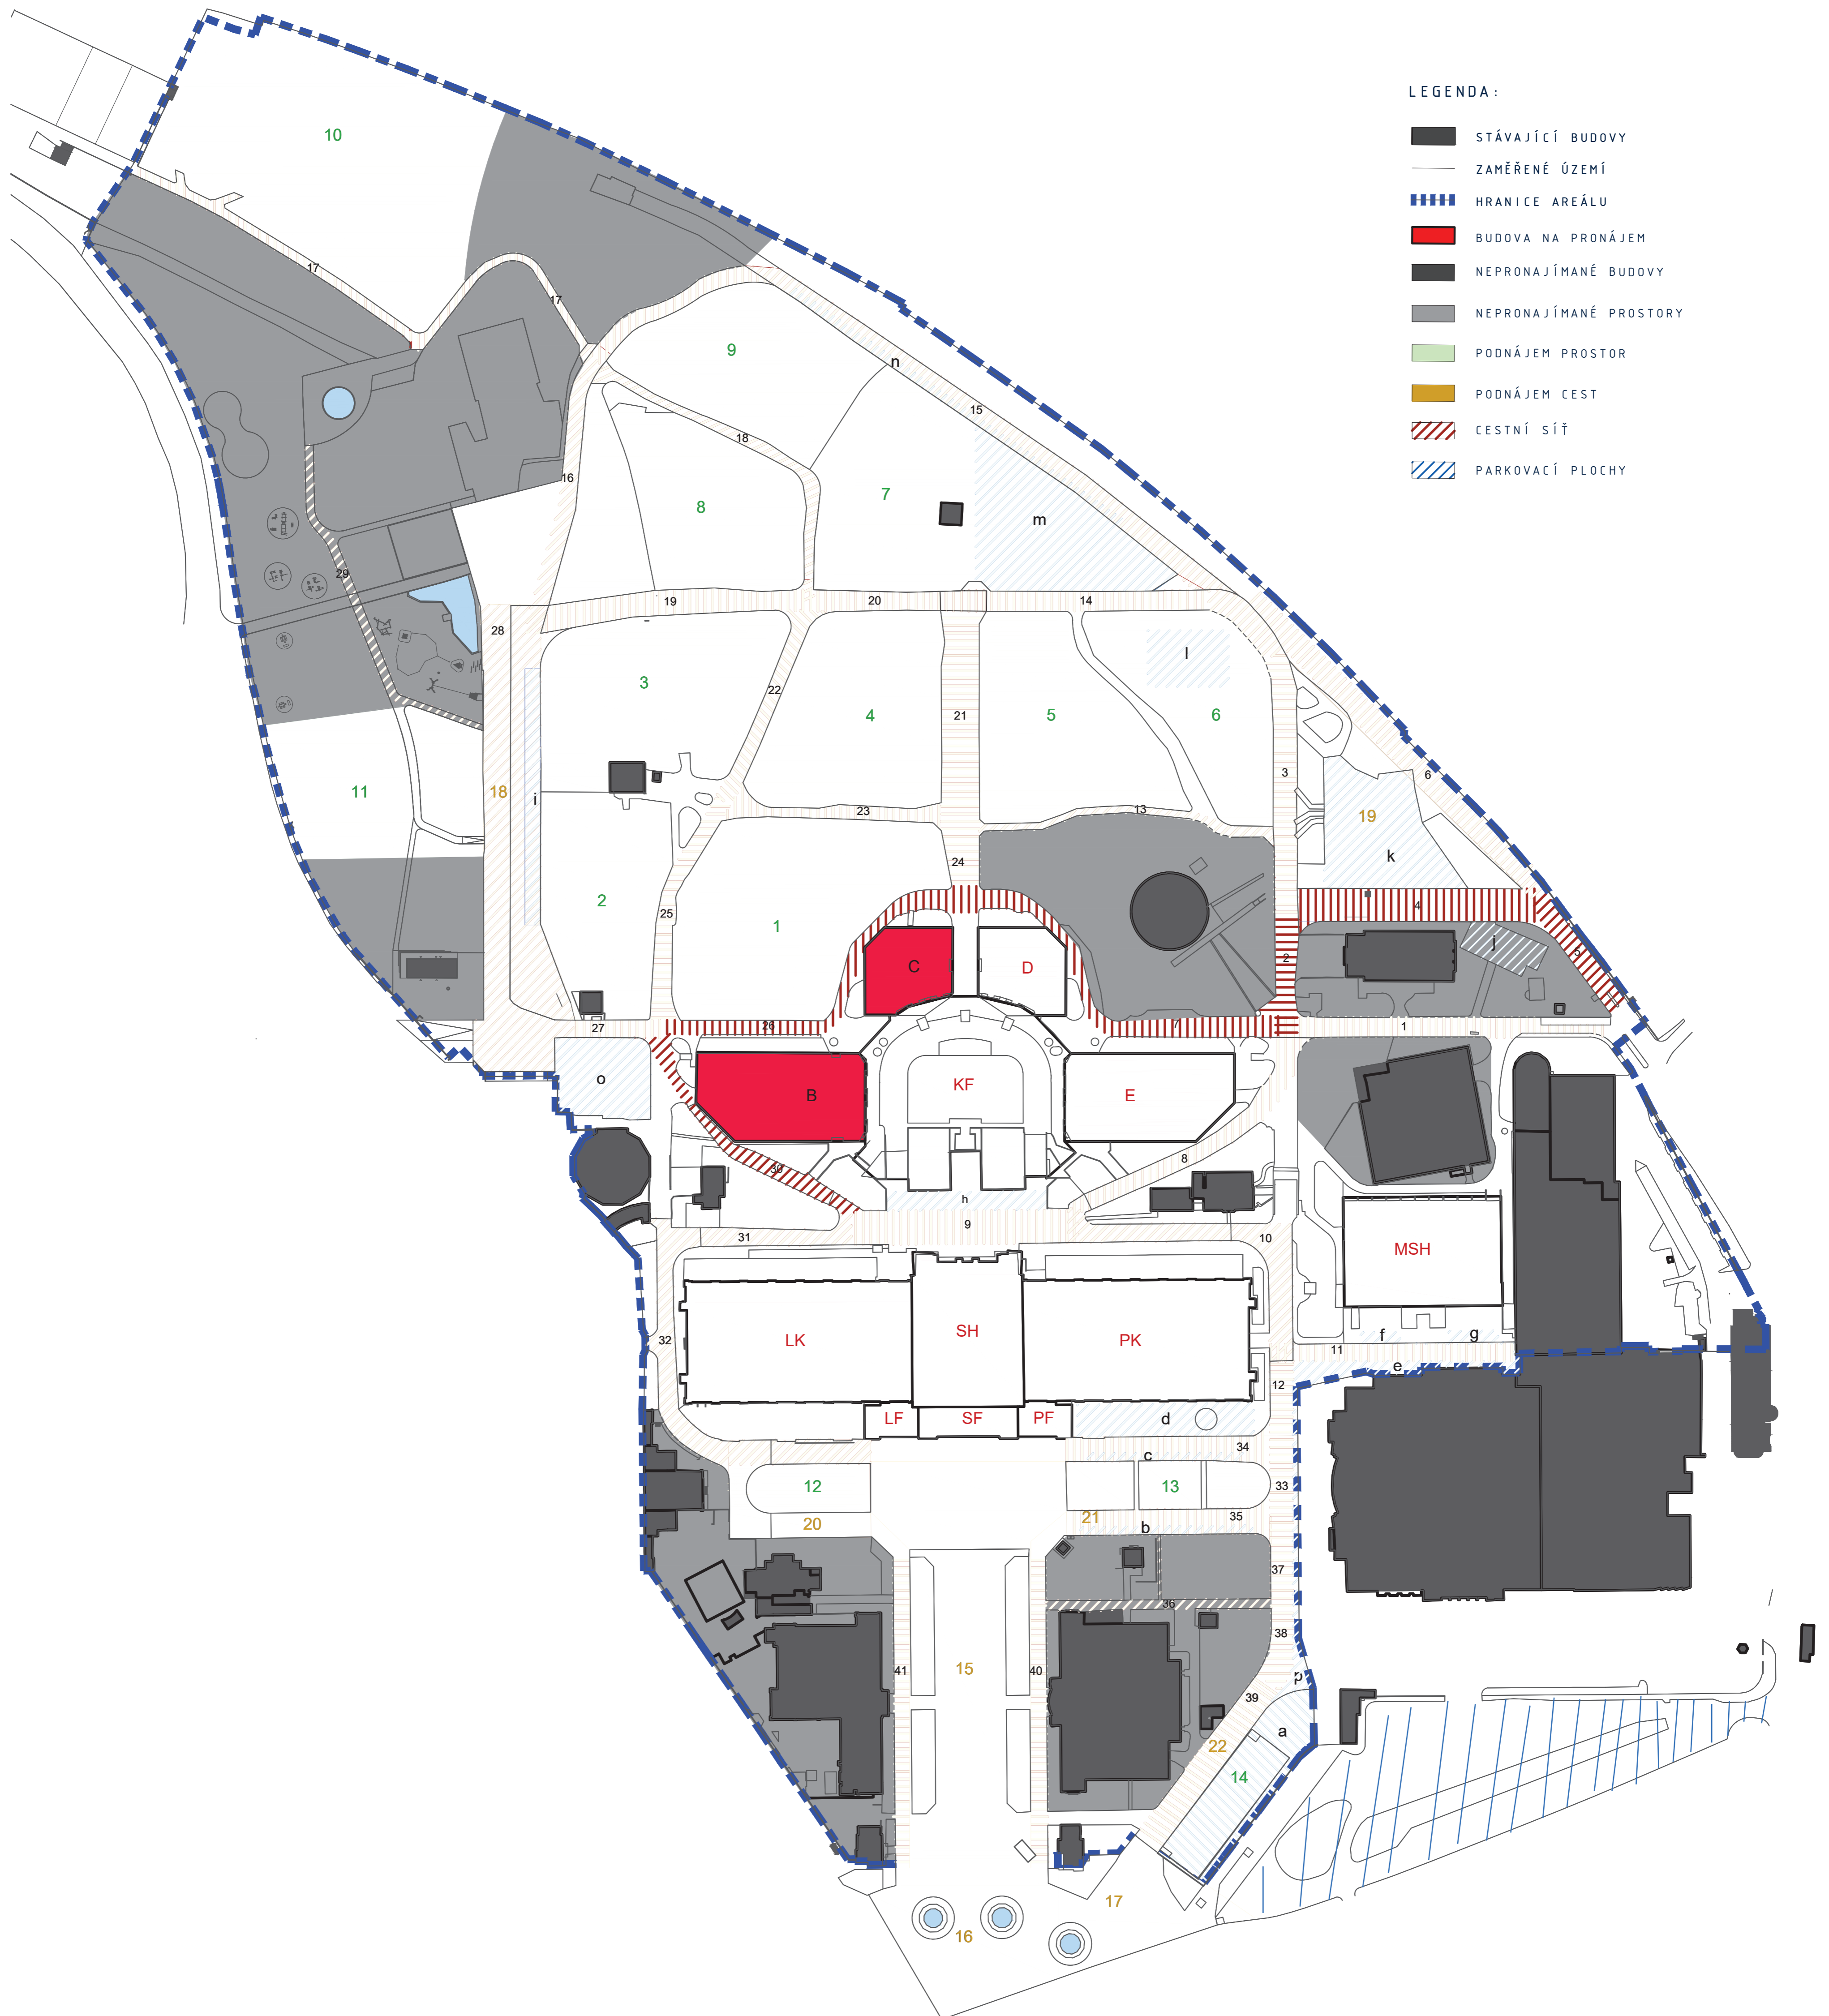 LEGENDA:
STÁVAJÍCÍ BUDOVY
ZAMĚŘENÉ ÚZEMÍ
HRANICE AREÁLU
BUDOVA NA PRONÁJEM
NEPRONAJÍMANÉ BUDOVY
NEPRONAJÍMANÉ PROSTORY
PODNÁJEM PROSTOR
PODNÁJEM CEST
CESTNÍ SÍŤ
PARKOVACÍ PLOCHY
10
17
17
9
n
15
18
16
8
7
m
29
19
20
14
28
3
22
4
21
5
l
6
3
6
11
18
i
23
13
19
k
2
25
1
24
4
C
D
2
j
5
27
26
7
1
o
B
KF
E
30
h
8
9
31
10
MSH
32
LK
SH
PK
f
g
11
e
12
LF
SF
PF
d
c
34
12
13
33
20
21
b
35
37
36
38
41
15
40
p
39
a
22
14
17
16